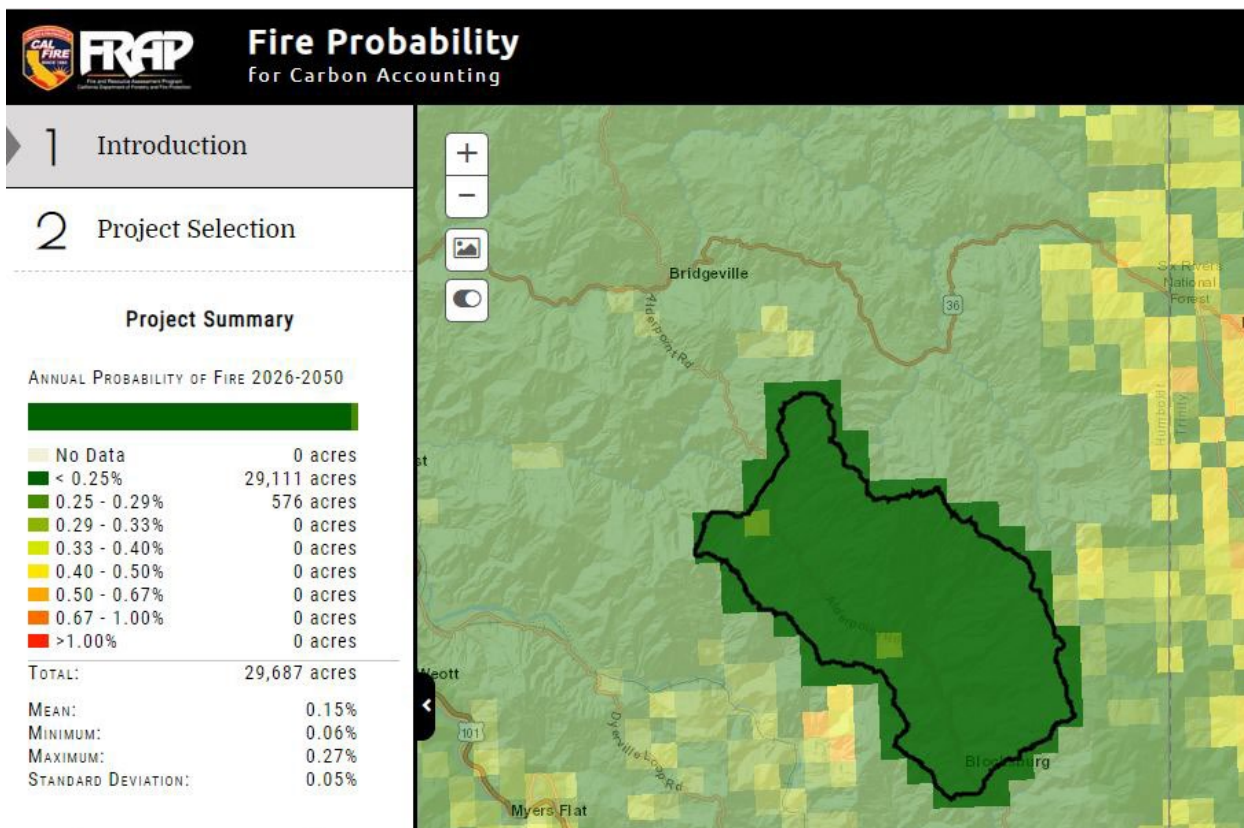 CAL
FIRE
SINCE 1885
FRAP
Fire and Resource Assessment Program
California Department of Forestry and Fire Protection
Fire Probability
for Carbon Accounting
1 Introduction
2 Project Selection
Project Summary
ANNUAL PROBABILITY OF FIRE 2026-2050
No Data 0 acres
< 0.25% 29,111 acres
0.25 - 0.29% 576 acres
0.29 - 0.33% 0 acres
0.33 - 0.40% 0 acres
0.40 - 0.50% 0 acres
0.50 - 0.67% 0 acres
0.67 - 1.00% 0 acres
>1.00% 0 acres
TOTAL: 29,687 acres
MEAN: 0.15%
MINIMUM: 0.06%
MAXIMUM: 0.27%
STANDARD DEVIATION: 0.05%
+
−
Bridgeville
Alderpoint Rd
36
Six Rivers
National
Forest
Humboldt
Trinity
st
Alderpoint Rd
Weott
101
Dyerville Loop Rd
Blocksburg
Myers Flat